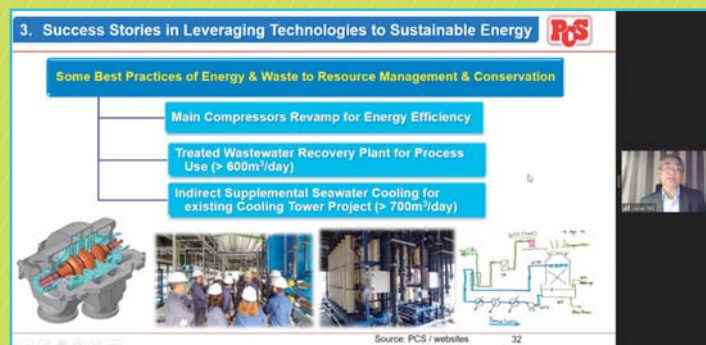 3. Success Stories in Leveraging Technologies to Sustainable Energy
PCS
Some Best Practices of Energy & Waste to Resource Management & Conservation
Main Compressors Revamp for Energy Efficiency
Treated Wastewater Recovery Plant for Process
Use (> 600m³/day)
Indirect Supplemental Seawater Cooling for
existing Cooling Tower Project (> 700m³/day)
Source: PCS / websites
32